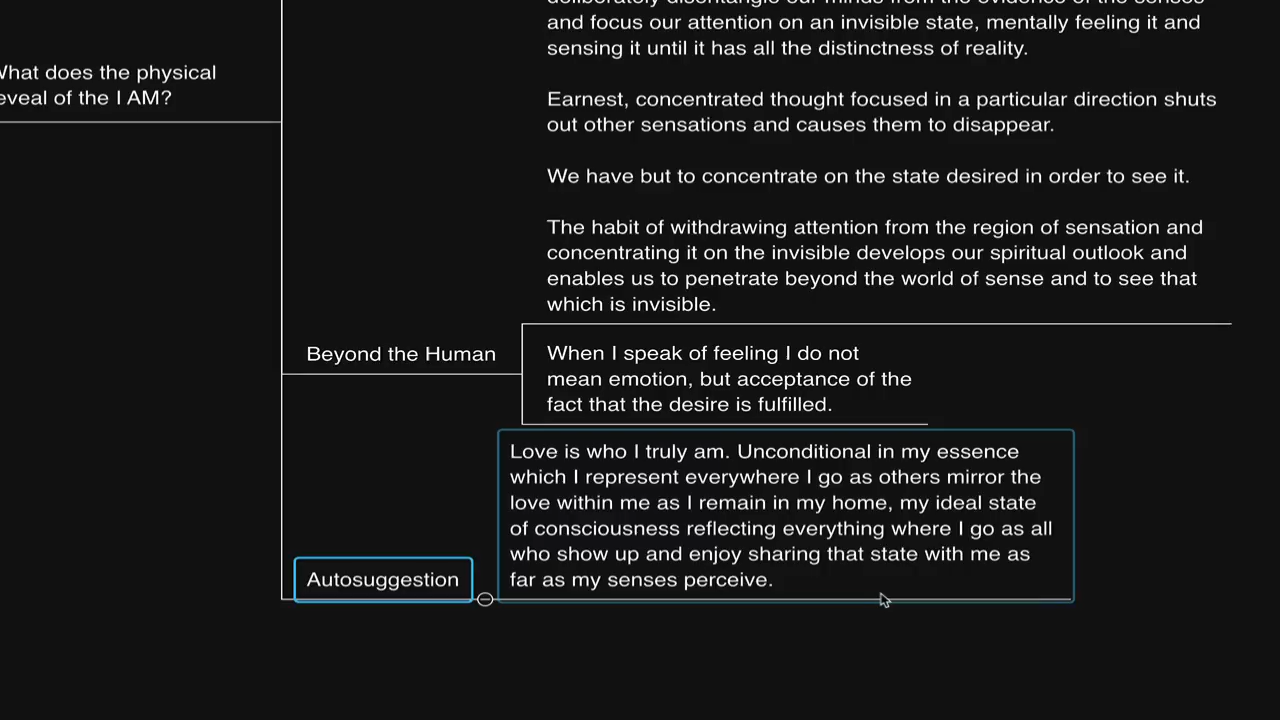 and focus our attention on an invisible state, mentally feeling it and
sensing it until it has all the distinctness of reality.
What does the physical
eveal of the I AM?
Earnest, concentrated thought focused in a particular direction shuts
out other sensations and causes them to disappear.
We have but to concentrate on the state desired in order to see it.
The habit of withdrawing attention from the region of sensation and
concentrating it on the invisible develops our spiritual outlook and
enables us to penetrate beyond the world of sense and to see that
which is invisible.
Beyond the Human
When I speak of feeling I do not
mean emotion, but acceptance of the
fact that the desire is fulfilled.
Love is who I truly am. Unconditional in my essence
which I represent everywhere I go as others mirror the
love within me as I remain in my home, my ideal state
of consciousness reflecting everything where I go as all
who show up and enjoy sharing that state with me as
far as my senses perceive.
Autosuggestion